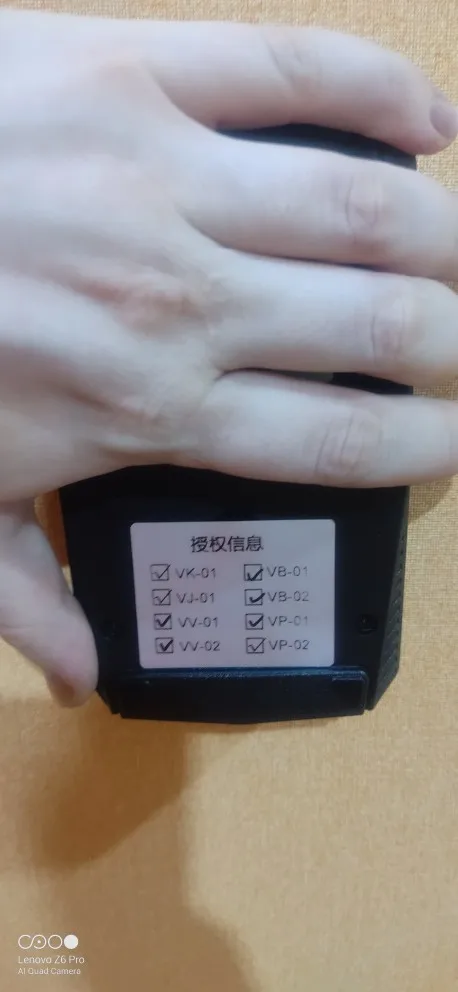 授权信息
VK-01 VB-01
VJ-01 VB-02
VV-01 VP-01
VV-02 VP-02
Lenovo Z6 Pro
AI Quad Camera